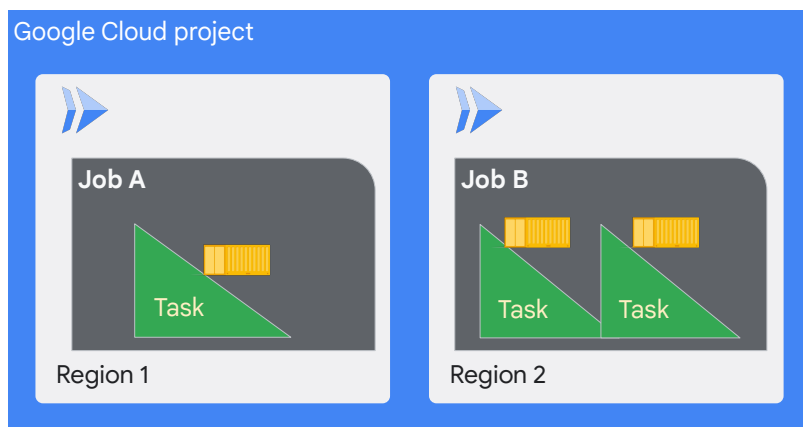 Google Cloud project
Job A
Task
Region 1
Job B
Task
Task
Region 2